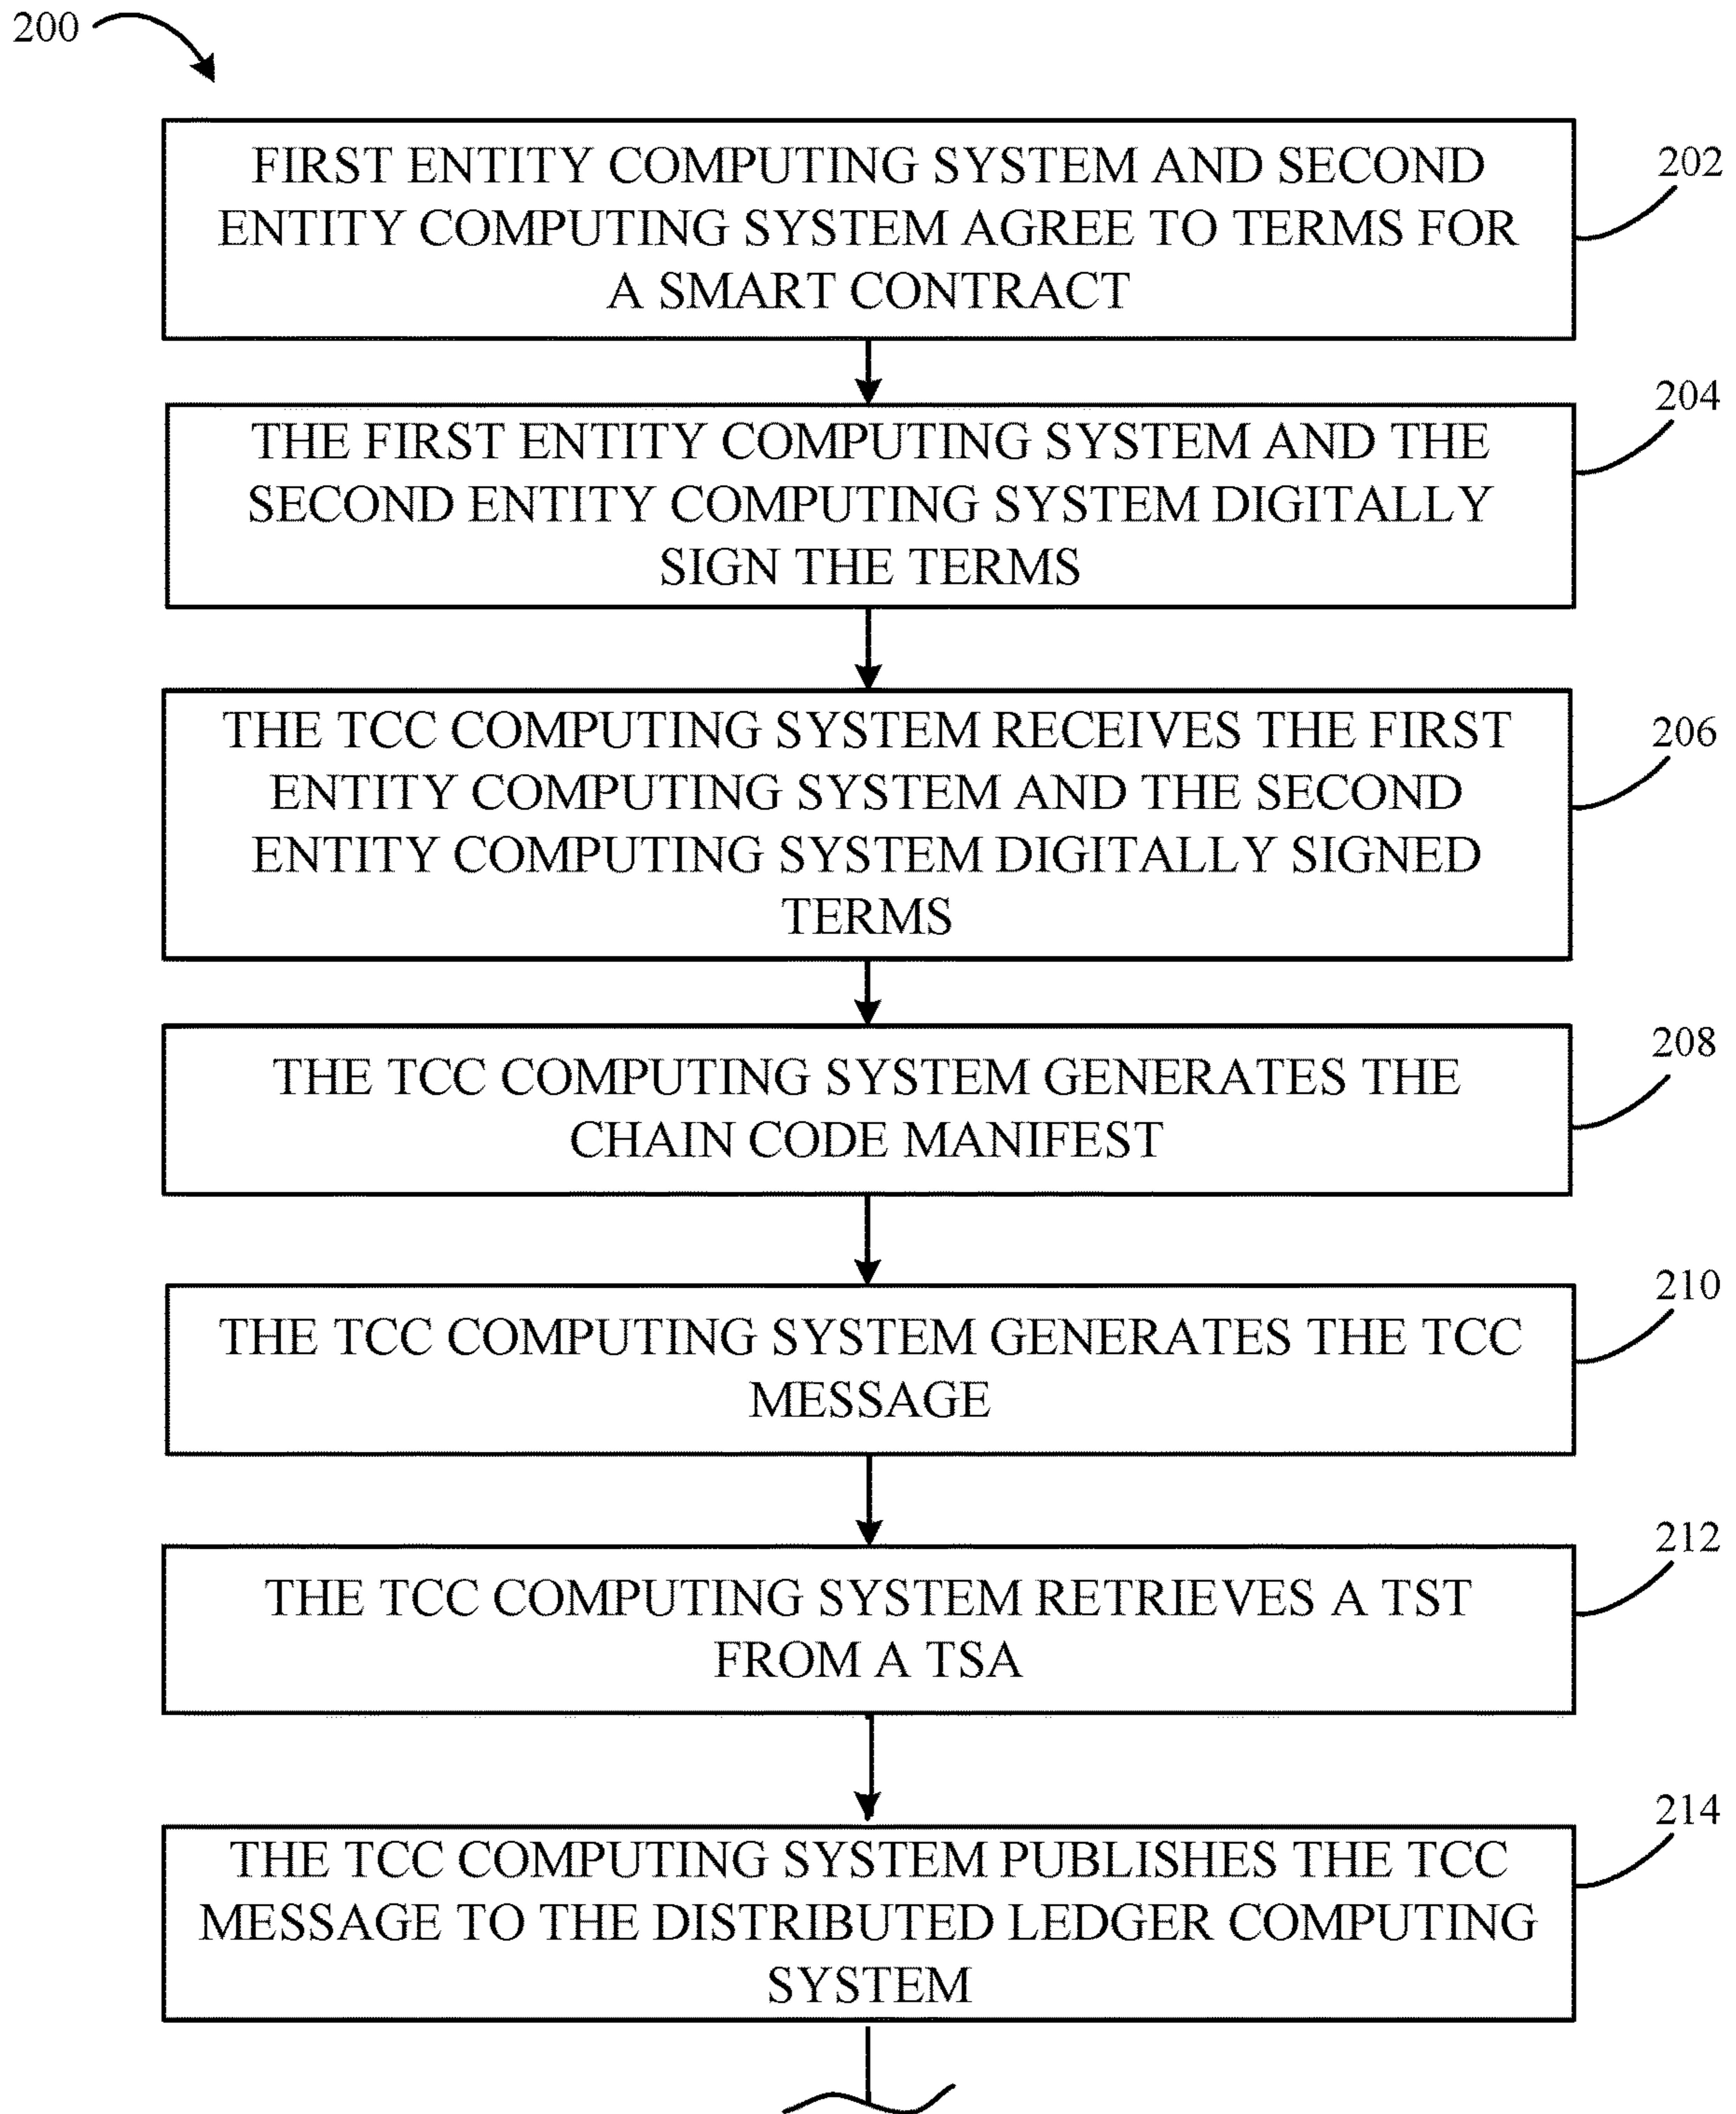 200
FIRST ENTITY COMPUTING SYSTEM AND SECOND
ENTITY COMPUTING SYSTEM AGREE TO TERMS FOR
A SMART CONTRACT
202
THE FIRST ENTITY COMPUTING SYSTEM AND THE
SECOND ENTITY COMPUTING SYSTEM DIGITALLY
SIGN THE TERMS
204
THE TCC COMPUTING SYSTEM RECEIVES THE FIRST
ENTITY COMPUTING SYSTEM AND THE SECOND
ENTITY COMPUTING SYSTEM DIGITALLY SIGNED
TERMS
206
THE TCC COMPUTING SYSTEM GENERATES THE
CHAIN CODE MANIFEST
208
THE TCC COMPUTING SYSTEM GENERATES THE TCC
MESSAGE
210
THE TCC COMPUTING SYSTEM RETRIEVES A TST
FROM A TSA
212
THE TCC COMPUTING SYSTEM PUBLISHES THE TCC
MESSAGE TO THE DISTRIBUTED LEDGER COMPUTING
SYSTEM
214